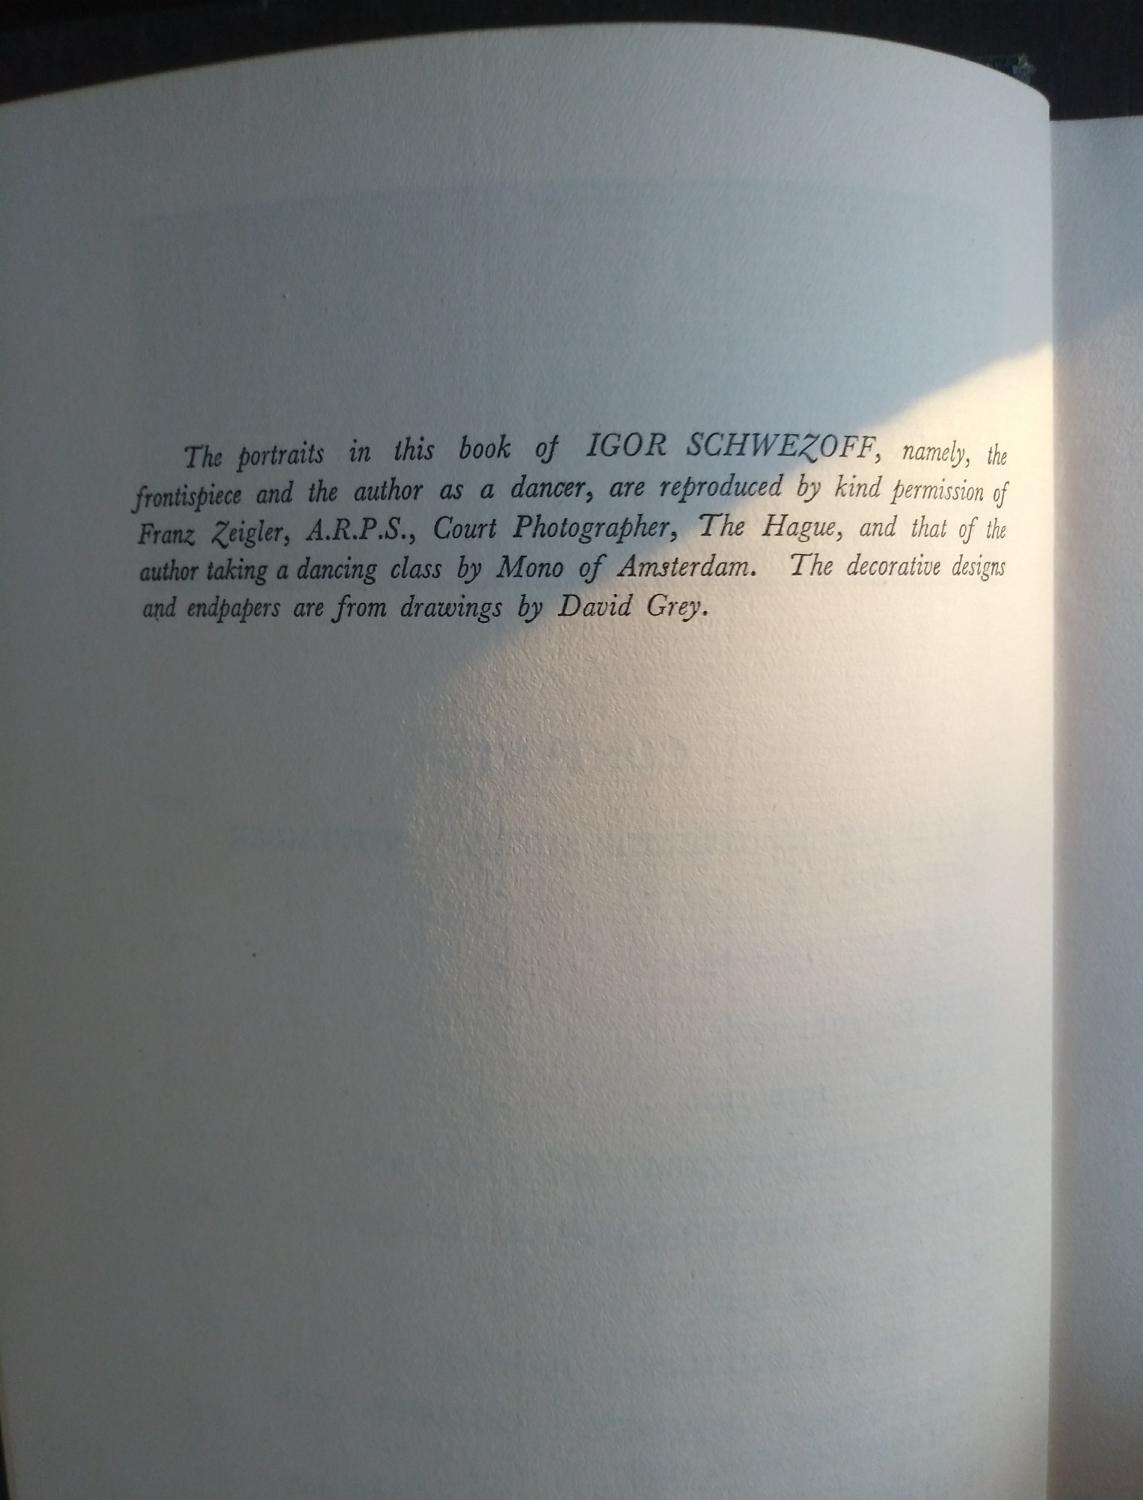 The portraits in this book of IGOR SCHWEZOFF, namely, the
frontispiece and the author as a dancer, are reproduced by kind permission of
Franz Zeigler, A.R.P.S., Court Photographer, The Hague, and that of the
author taking a dancing class by Mono of Amsterdam. The decorative designs
and endpapers are from drawings by David Grey.